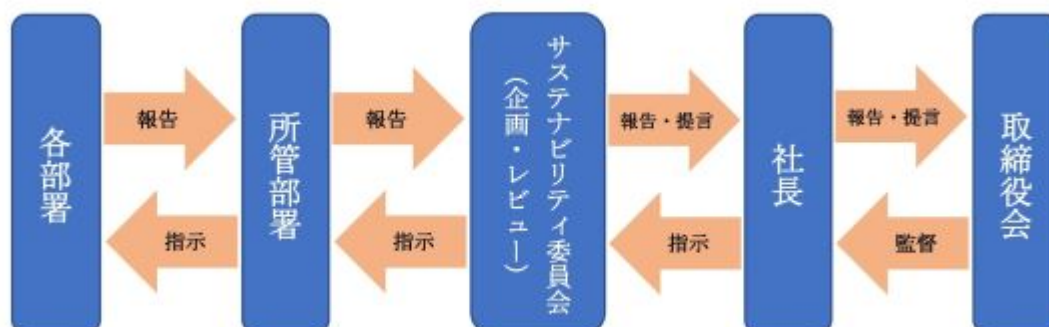 各部署
報告
指示
所管部署
報告
指示
サステナビリティ委員会
(企画・レビュー)
報告・提言
指示
社長
報告・提言
監督
取締役会